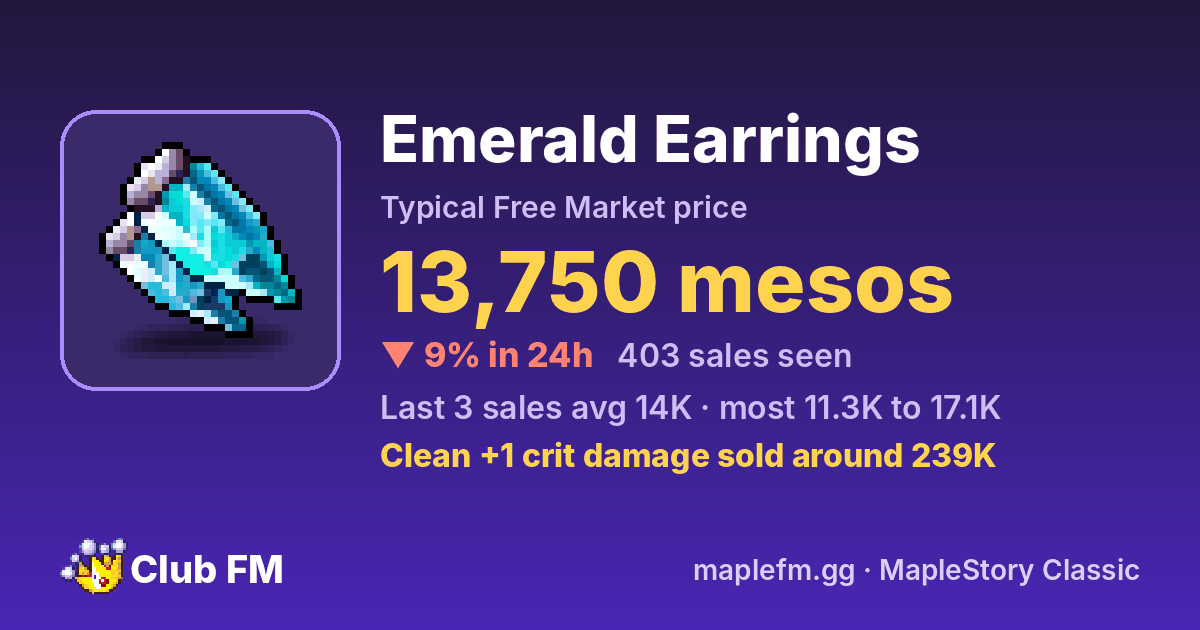 Emerald Earrings
Typical Free Market price
13,750 mesos
▼ 9% in 24h 403 sales seen
Last 3 sales avg 14K · most 11.3K to 17.1K
Clean +1 crit damage sold around 239K
Club FM
maplefm.gg · MapleStory Classic